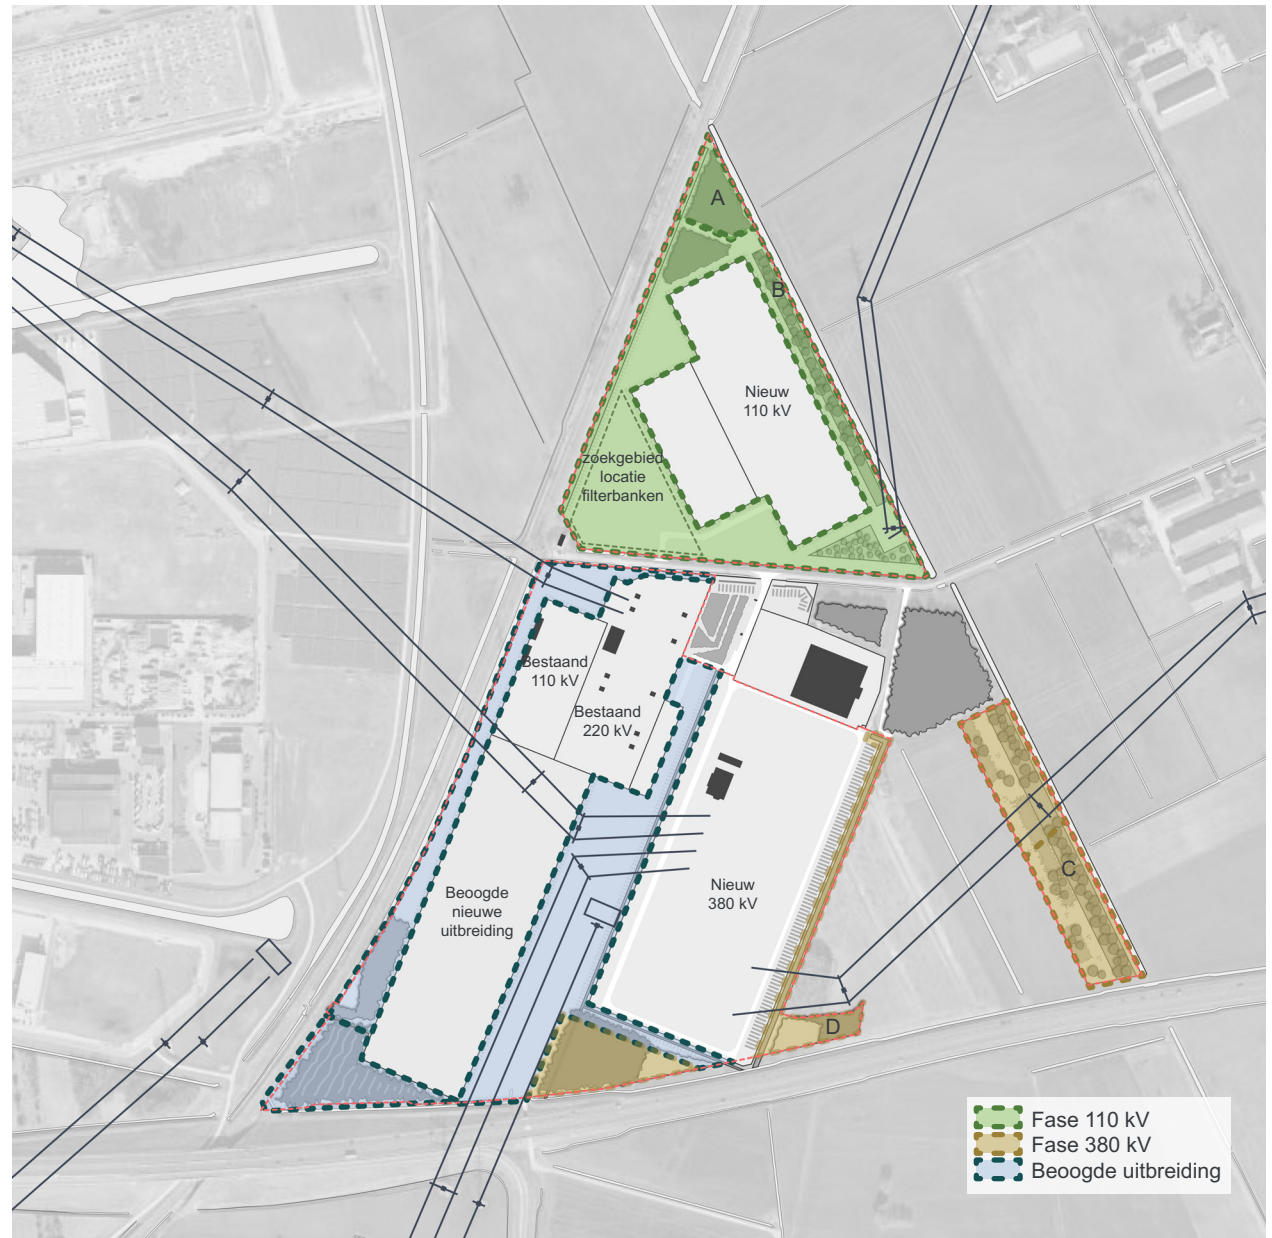 A
B
Nieuw
110 kV
zoekgebied
locatie
filterbanken
Bestaand
110 kV
Bestaand
220 kV
Beoogde
nieuwe
uitbreiding
Nieuw
380 kV
C
D
Fase 110 kV
Fase 380 kV
Beoogde uitbreiding